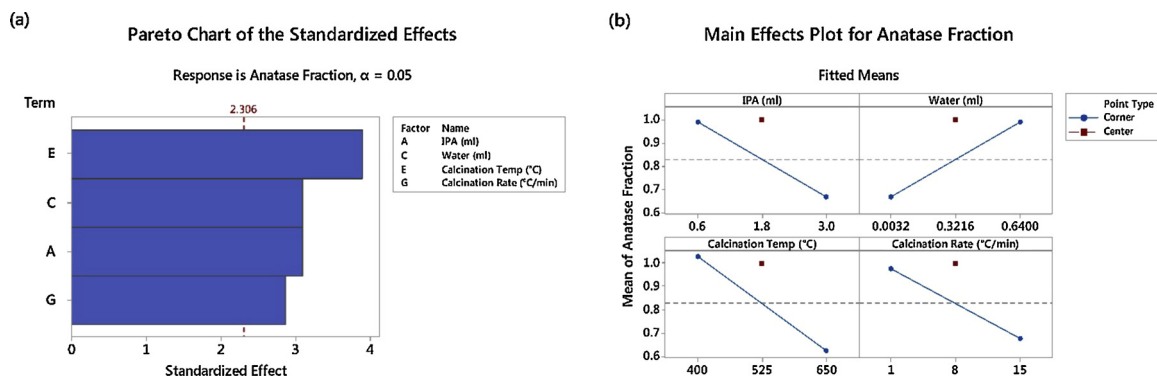 (a)
Pareto Chart of the Standardized Effects
Response is Anatase Fraction, α = 0.05
Term
2.306
E
C
A
G
0 1 2 3 4
Standardized Effect
Factor Name
A IPA (ml)
C Water (ml)
E Calcination Temp (°C)
G Calcination Rate (°C/min)
(b)
Main Effects Plot for Anatase Fraction
Fitted Means
IPA (ml) Water (ml)
1.0
0.9
0.8
0.7
0.6
0.6 1.8 3.0 0.0032 0.3216 0.6400
Calcination Temp (°C) Calcination Rate (°C/min)
1.0
0.9
0.8
0.7
0.6
400 525 650 1 8 15
Mean of Anatase Fraction
Point Type
Corner
Center